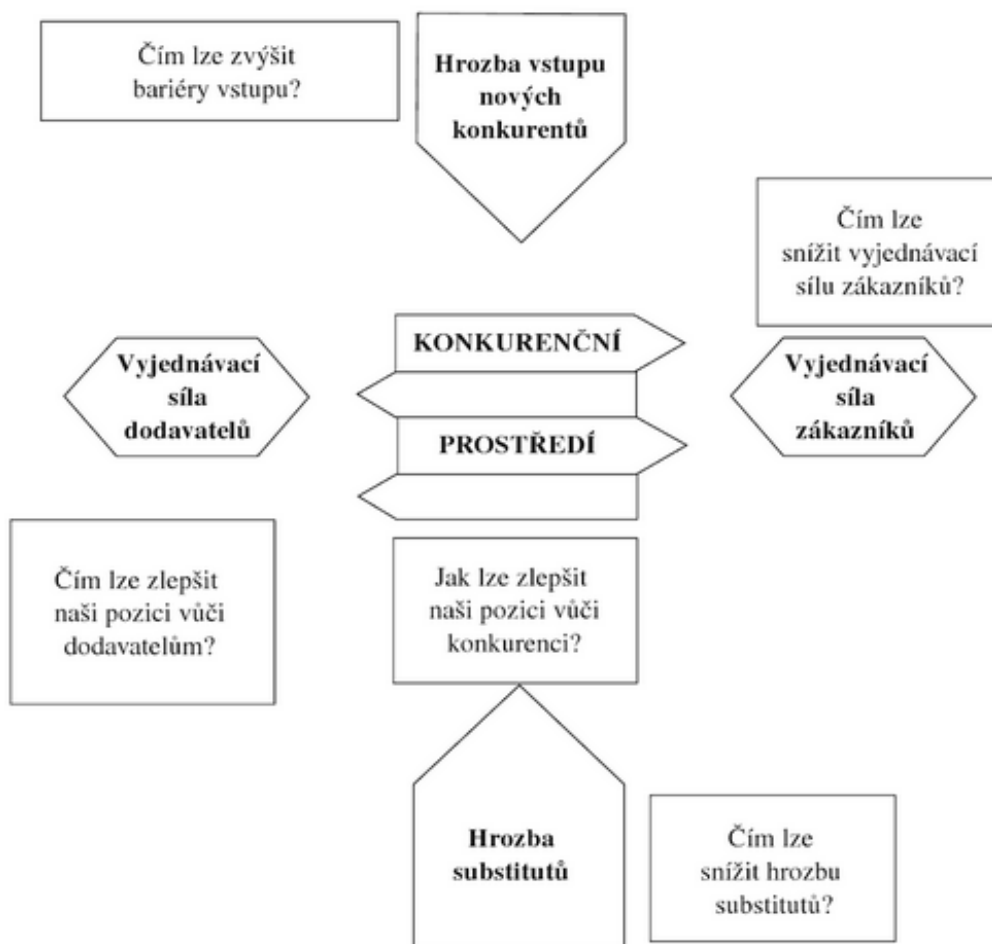 Čím lze zvýšit
bariéry vstupu?
Hrozba vstupu
nových
konkurentů
Čím lze
snížit vyjednávací
sílu zákazníků?
Vyjednávací
síla
dodavatelů
KONKURENČNÍ
PROSTŘEDÍ
Vyjednávací
síla
zákazníků
Čím lze zlepšit
naši pozici vůči
dodavatelům?
Jak lze zlepšit
naši pozici vůči
konkurenci?
Hrozba
substitutů
Čím lze
snížit hrozbu
substitutů?